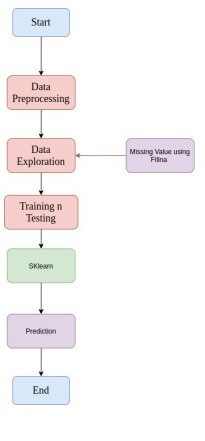 Start
Data
Preprocessing
Data
Exploration
Missing Value using
Fillna
Training n
Testing
SKlearn
Prediction
End